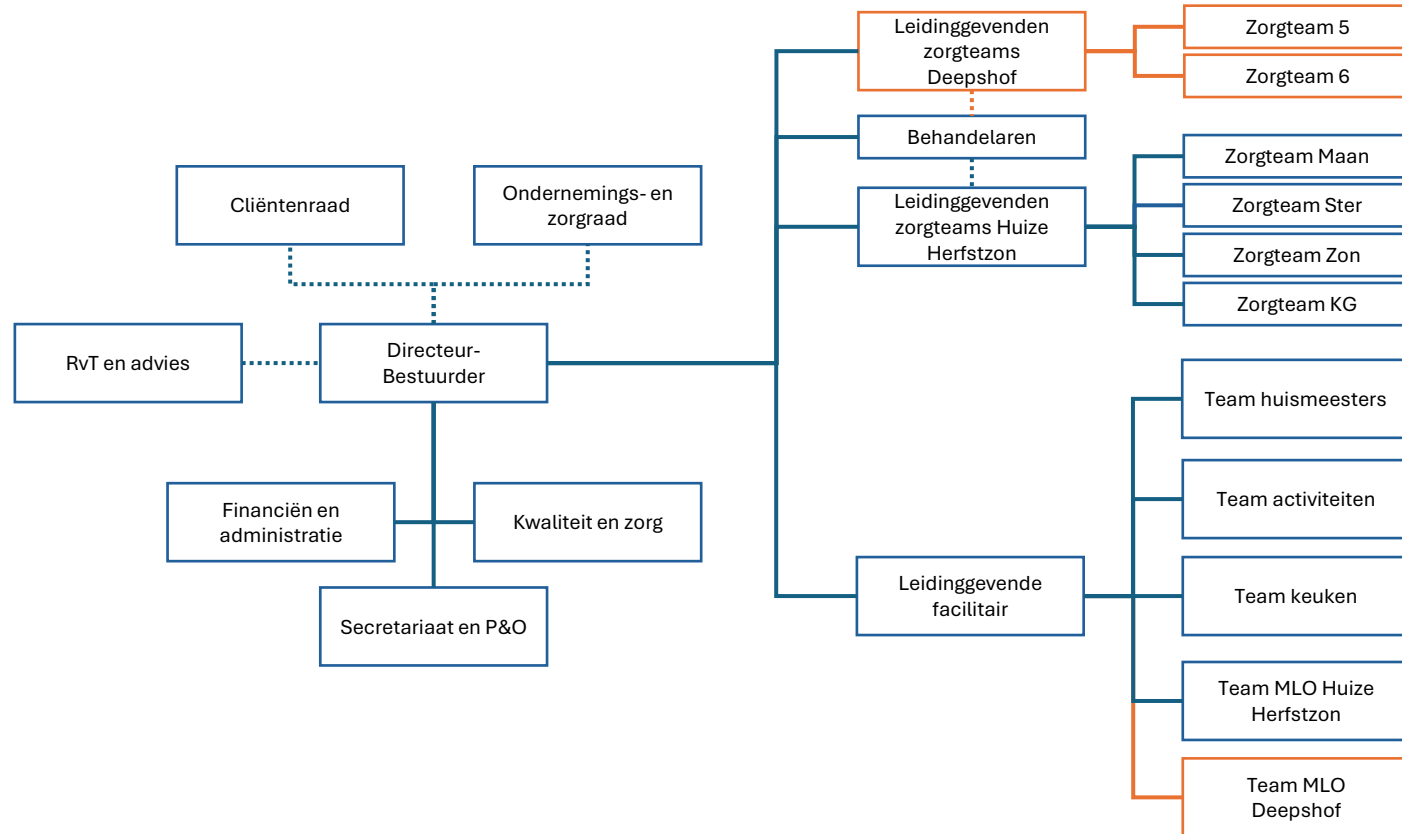 Leidinggevenden
zorgteams
Deepshof
Zorgteam 5
Zorgteam 6
Behandelaren
Leidinggevenden
zorgteams Huize
Herfstzon
Zorgteam Maan
Zorgteam Ster
Zorgteam Zon
Zorgteam KG
Cliëntenraad
Ondernemings- en
zorgraad
RvT en advies
Directeur-
Bestuurder
Financiën en
administratie
Kwaliteit en zorg
Secretariaat en P&O
Leidinggevende
facilitair
Team huismeesters
Team activiteiten
Team keuken
Team MLO Huize
Herfstzon
Team MLO
Deepshof